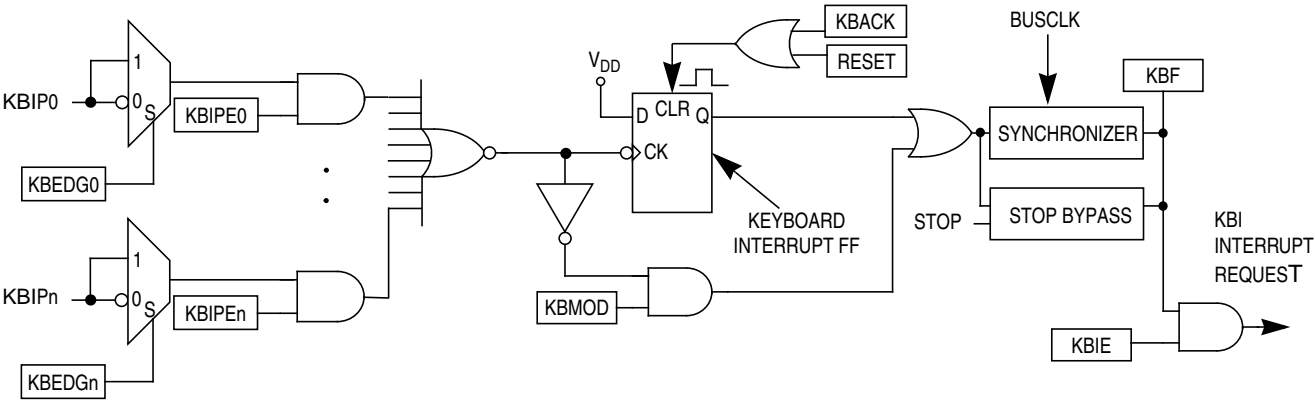 KBACK
RESET
BUSCLK
KBF
VDD
1
KBIP0
0
S
KBIPE0
KBEDG0
D
CLR
Q
CK
SYNCHRONIZER
STOP BYPASS
STOP
KEYBOARD
INTERRUPT FF
KBI
INTERRUPT
REQUEST
1
KBIPn
0
S
KBIPEn
KBEDGn
KBMOD
KBIE